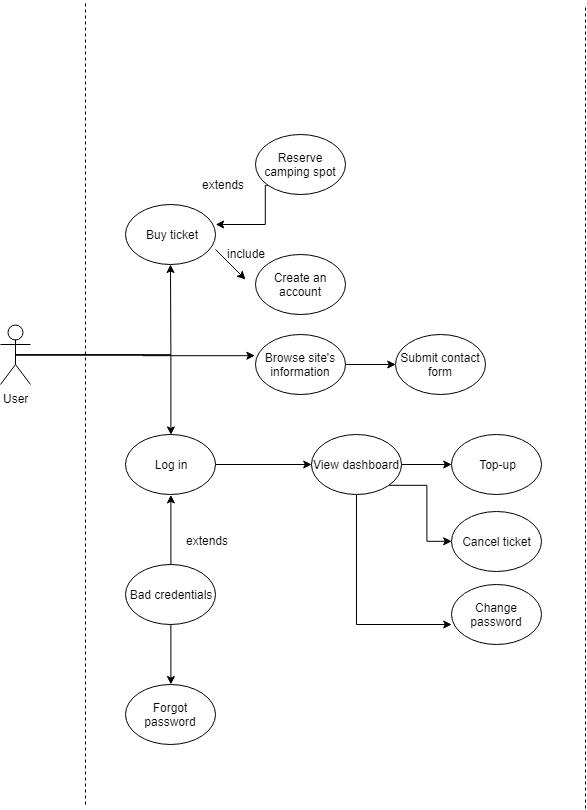 Reserve
camping spot
extends
Buy ticket
include
Create an
account
User
Browse site's
information
Submit contact
form
Log in
View dashboard
Top-up
extends
Cancel ticket
Bad credentials
Change
password
Forgot
password